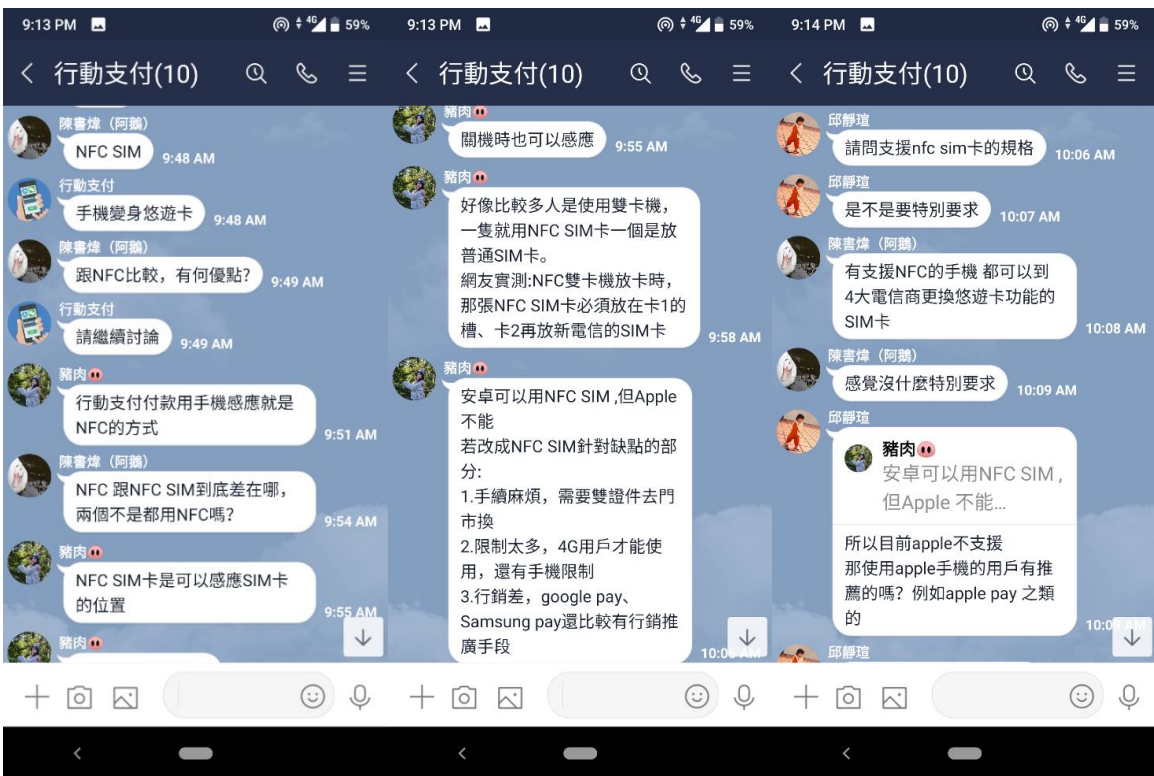 9:13 PM
4G
59%
行動支付(10)
陳書煒（阿鵝）
NFC SIM
9:48 AM
行動支付
手機變身悠遊卡
9:48 AM
陳書煒（阿鵝）
跟NFC比較，有何優點?
9:49 AM
行動支付
請繼續討論
9:49 AM
豬肉
行動支付付款用手機感應就是
NFC的方式
9:51 AM
陳書煒（阿鵝）
NFC 跟NFC SIM到底差在哪，
兩個不是都用NFC嗎?
9:54 AM
豬肉
NFC SIM卡是可以感應SIM卡
的位置
9:55 AM
豬肉
9:13 PM
4G
59%
行動支付(10)
豬肉
關機時也可以感應
9:55 AM
豬肉
好像比較多人是使用雙卡機，
一隻就用NFC SIM卡一個是放
普通SIM卡。
網友實測:NFC雙卡機放卡時，
那張NFC SIM卡必須放在卡1的
槽、卡2再放新電信的SIM卡
9:58 AM
豬肉
安卓可以用NFC SIM ,但Apple
不能
若改成NFC SIM針對缺點的部
分:
1.手續麻煩，需要雙證件去門
市換
2.限制太多，4G用戶才能使
用，還有手機限制
3.行銷差，google pay、
Samsung pay還比較有行銷推
廣手段
10:06 AM
9:14 PM
4G
59%
行動支付(10)
邱靜瑄
請問支援nfc sim卡的規格
10:06 AM
邱靜瑄
是不是要特別要求
10:07 AM
陳書煒（阿鵝）
有支援NFC的手機 都可以到
4大電信商更換悠遊卡功能的
SIM卡
10:08 AM
陳書煒（阿鵝）
感覺沒什麼特別要求
10:09 AM
邱靜瑄
豬肉
安卓可以用NFC SIM ,
但Apple 不能...
所以目前apple不支援
那使用apple手機的用戶有推
薦的嗎？例如apple pay 之類
的
10:09 AM
邱靜瑄